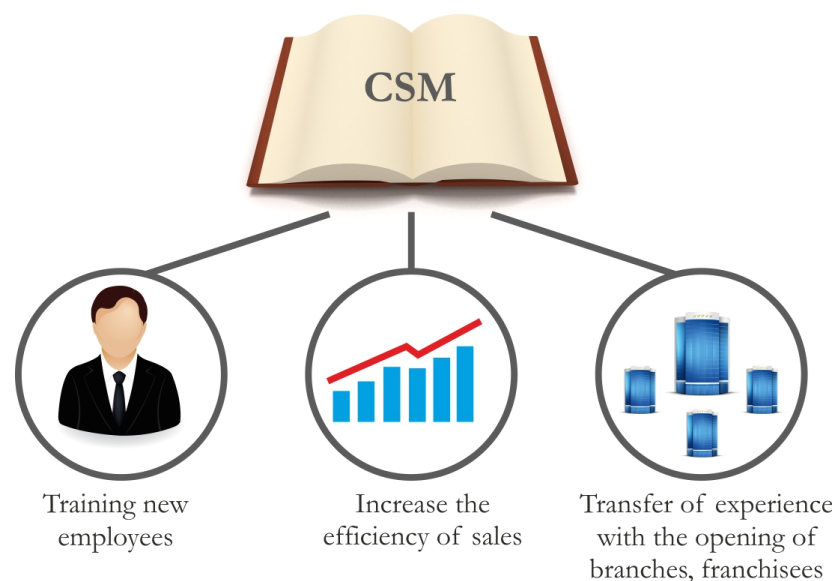 CSM
Training new
employees
Increase the
efficiency of sales
Transfer of experience
with the opening of
branches, franchisees